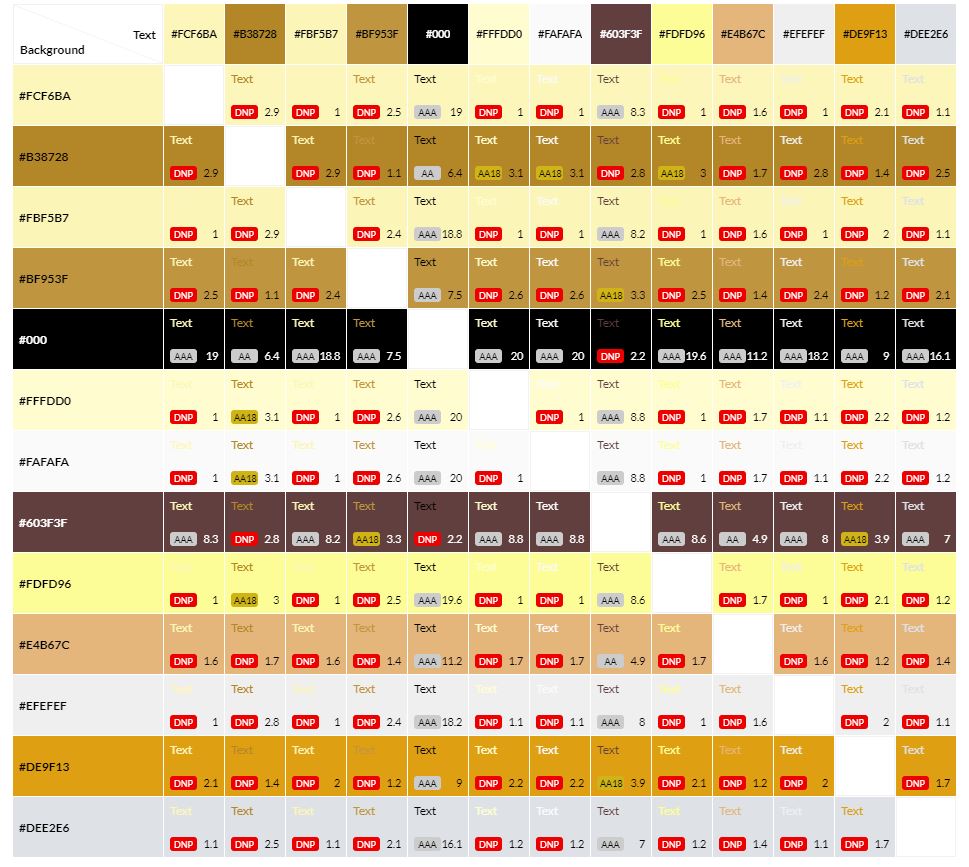 Text
Background
#FCF6BA #B38728 #FBF5B7 #BF953F #000 #FFFDD0 #FAFAFA #603F3F #FDFD96 #E4B67C #EFEFEF #DE9F13 #DEE2E6
#FCF6BA
Text Text Text Text Text Text Text Text Text Text Text Text
DNP 2.9 DNP 1 DNP 2.5 AAA 19 DNP 1 DNP 1 AAA 8.3 DNP 1 DNP 1.6 DNP 1 DNP 2.1 DNP 1.1
#B38728
Text Text Text Text Text Text Text Text Text Text Text Text
DNP 2.9 DNP 2.9 DNP 1.1 AA 6.4 AA18 3.1 AA18 3.1 DNP 2.8 AA18 3 DNP 1.7 DNP 2.8 DNP 1.4 DNP 2.5
#FBF5B7
Text Text Text Text Text Text Text Text Text Text Text Text
DNP 1 DNP 2.9 DNP 2.4 AAA 18.8 DNP 1 DNP 1 AAA 8.2 DNP 1 DNP 1.6 DNP 1 DNP 2 DNP 1.1
#BF953F
Text Text Text Text Text Text Text Text Text Text Text Text
DNP 2.5 DNP 1.1 DNP 2.4 AAA 7.5 DNP 2.6 DNP 2.6 AA18 3.3 DNP 2.5 DNP 1.4 DNP 2.4 DNP 1.2 DNP 2.1
#000
Text Text Text Text Text Text Text Text Text Text Text Text
AAA 19 AA 6.4 AAA 18.8 AAA 7.5 AAA 20 AAA 20 DNP 2.2 AAA 19.6 AAA 11.2 AAA 18.2 AAA 9 AAA 16.1
#FFFDD0
Text Text Text Text Text Text Text Text Text Text Text Text
DNP 1 AA18 3.1 DNP 1 DNP 2.6 AAA 20 DNP 1 AAA 8.8 DNP 1 DNP 1.7 DNP 1.1 DNP 2.2 DNP 1.2
#FAFAFA
Text Text Text Text Text Text Text Text Text Text Text Text
DNP 1 AA18 3.1 DNP 1 DNP 2.6 AAA 20 DNP 1 AAA 8.8 DNP 1 DNP 1.7 DNP 1.1 DNP 2.2 DNP 1.2
#603F3F
Text Text Text Text Text Text Text Text Text Text Text Text
AAA 8.3 DNP 2.8 AAA 8.2 AA18 3.3 DNP 2.2 AAA 8.8 AAA 8.8 AAA 8.6 AA 4.9 AAA 8 AA18 3.9 AAA 7
#FDFD96
Text Text Text Text Text Text Text Text Text Text Text Text
DNP 1 AA18 3 DNP 1 DNP 2.5 AAA 19.6 DNP 1 DNP 1 AAA 8.6 DNP 1.7 DNP 1 DNP 2.1 DNP 1.2
#E4B67C
Text Text Text Text Text Text Text Text Text Text Text Text
DNP 1.6 DNP 1.7 DNP 1.6 DNP 1.4 AAA 11.2 DNP 1.7 DNP 1.7 AA 4.9 DNP 1.7 DNP 1.6 DNP 1.2 DNP 1.4
#EFEFEF
Text Text Text Text Text Text Text Text Text Text Text Text
DNP 1 DNP 2.8 DNP 1 DNP 2.4 AAA 18.2 DNP 1.1 DNP 1.1 AAA 8 DNP 1 DNP 1.6 DNP 2 DNP 1.1
#DE9F13
Text Text Text Text Text Text Text Text Text Text Text Text
DNP 2.1 DNP 1.4 DNP 2 DNP 1.2 AAA 9 DNP 2.2 DNP 2.2 AA18 3.9 DNP 2.1 DNP 1.2 DNP 2 DNP 1.7
#DEE2E6
Text Text Text Text Text Text Text Text Text Text Text Text
DNP 1.1 DNP 2.5 DNP 1.1 DNP 2.1 AAA 16.1 DNP 1.2 DNP 1.2 AAA 7 DNP 1.2 DNP 1.4 DNP 1.1 DNP 1.7